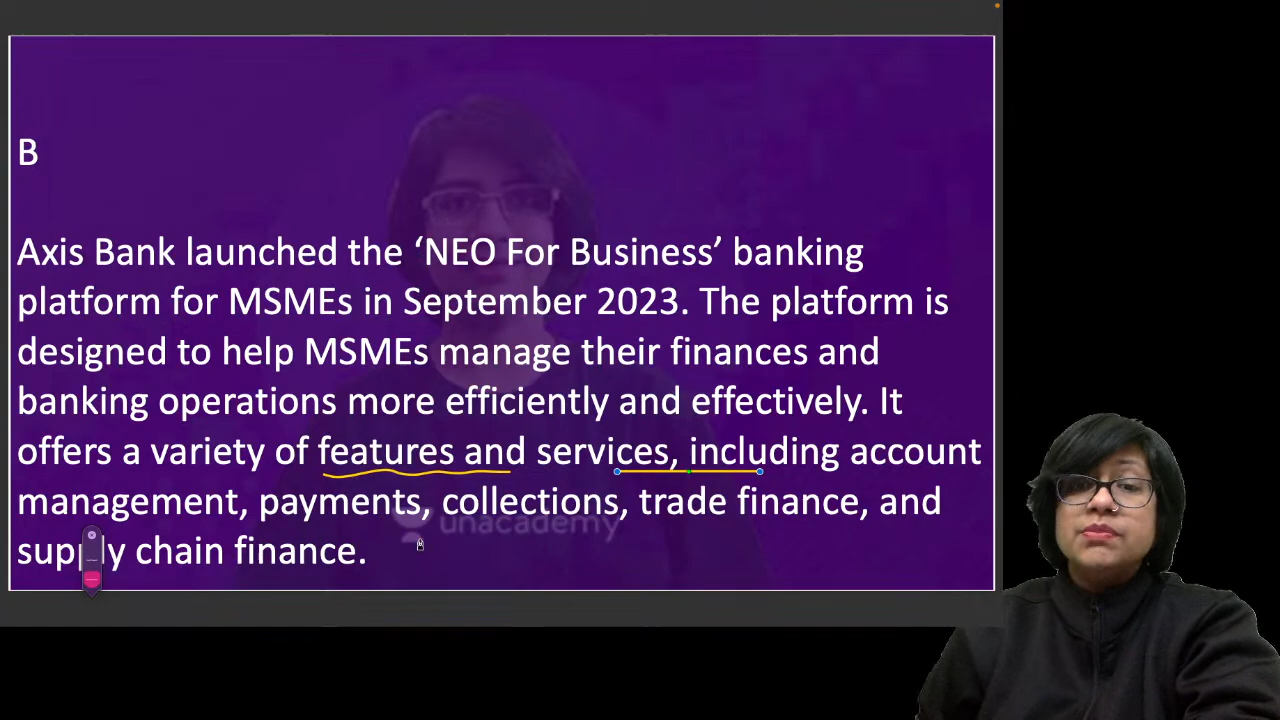 B
Axis Bank launched the ‘NEO For Business’ banking
platform for MSMEs in September 2023. The platform is
designed to help MSMEs manage their finances and
banking operations more efficiently and effectively. It
offers a variety of features and services, including account
management, payments, collections, trade finance, and
unacademy
supply chain finance.